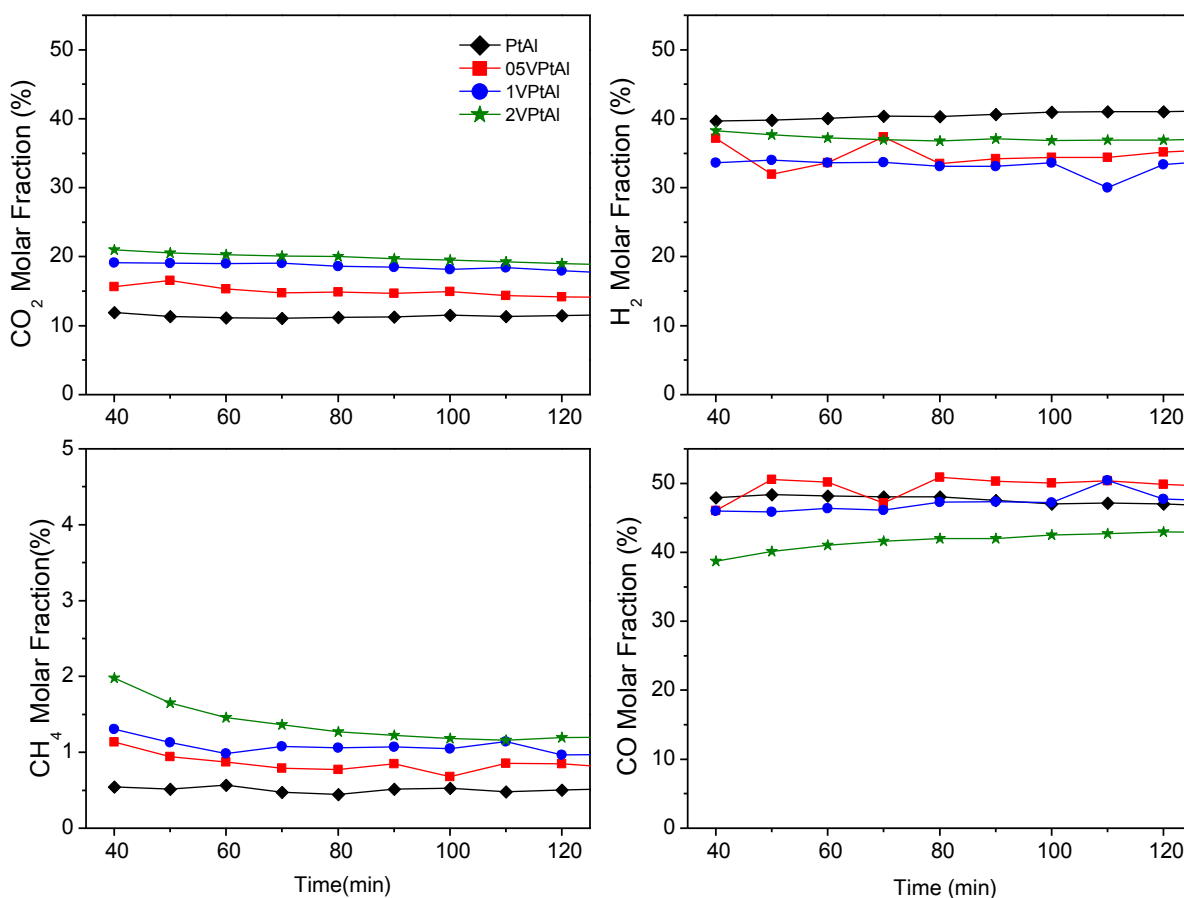 CO2 Molar Fraction (%)
50
40
30
20
10
0
40 60 80 100 120
PtAl
05VPtAl
1VPtAl
2VPtAl
H2 Molar Fraction (%)
50
40
30
20
10
0
40 60 80 100 120
CH4 Molar Fraction(%)
5
4
3
2
1
0
40 60 80 100 120
Time(min)
CO Molar Fraction (%)
50
40
30
20
10
0
40 60 80 100 120
Time (min)